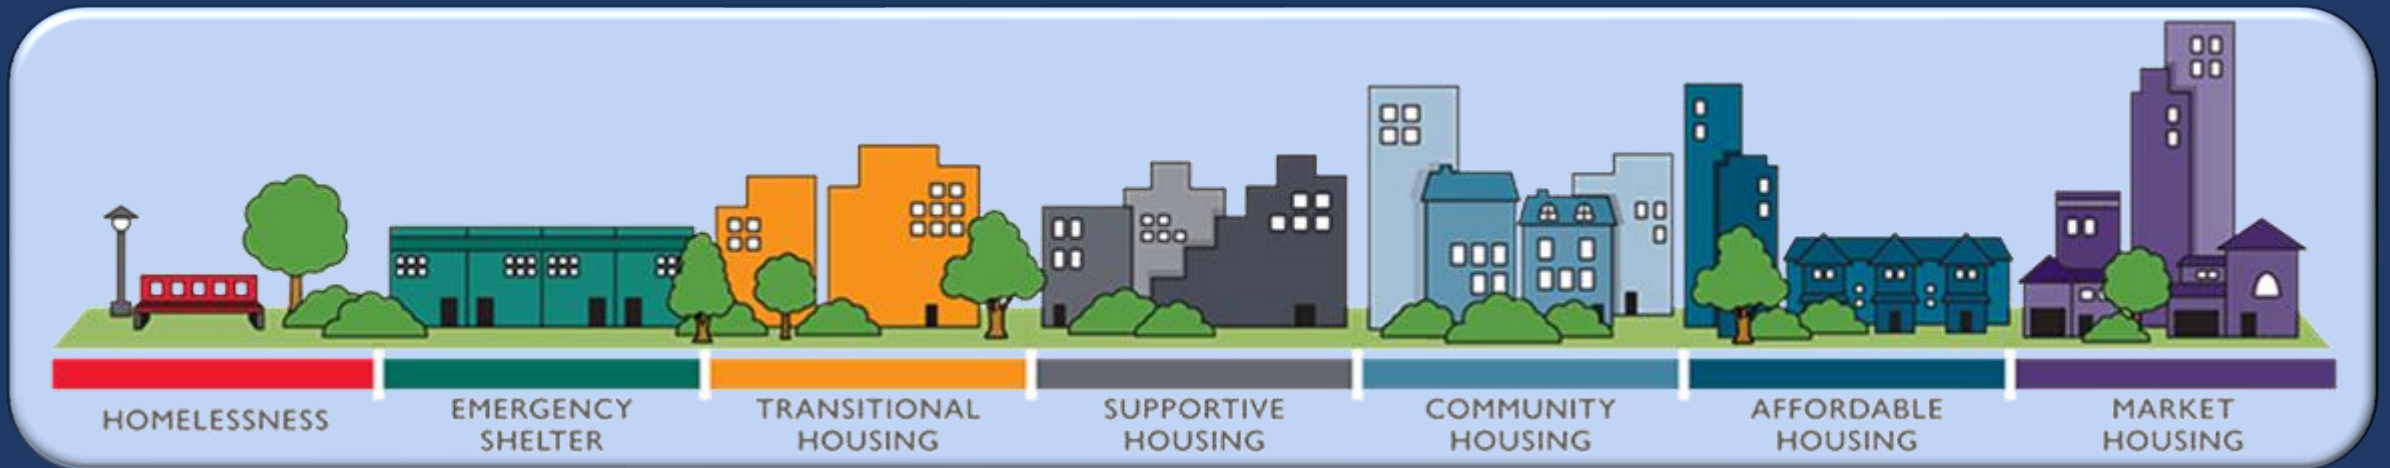 HOMELESSNESS
EMERGENCY
SHELTER
TRANSITIONAL
HOUSING
SUPPORTIVE
HOUSING
COMMUNITY
HOUSING
AFFORDABLE
HOUSING
MARKET
HOUSING